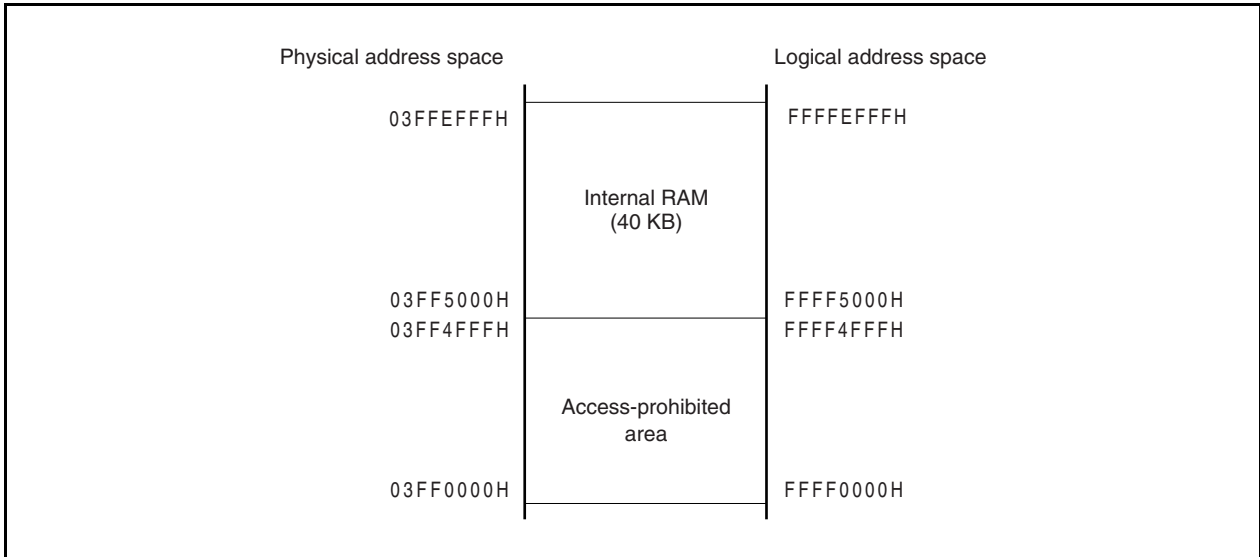 Physical address space
Logical address space
03FFEFFFH
FFFFEFFFH
Internal RAM
(40 KB)
03FF5000H
FFFF5000H
03FF4FFFH
FFFF4FFFH
Access-prohibited
area
03FF0000H
FFFF0000H